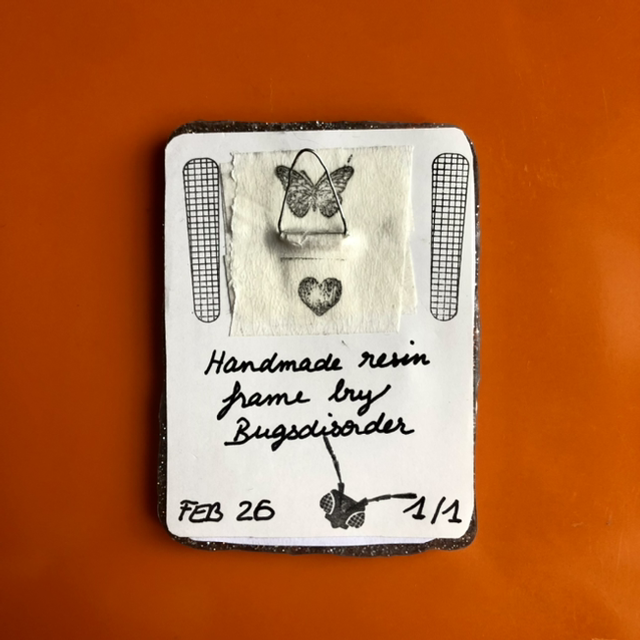 Handmade resin
frame by
Bugsdisorder
FEB 26
1/1